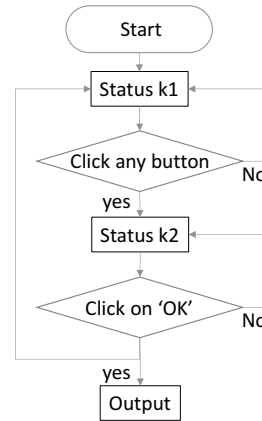 Start
Status k1
Click any button
No
yes
Status k2
Click on ‘OK’
No
yes
Output